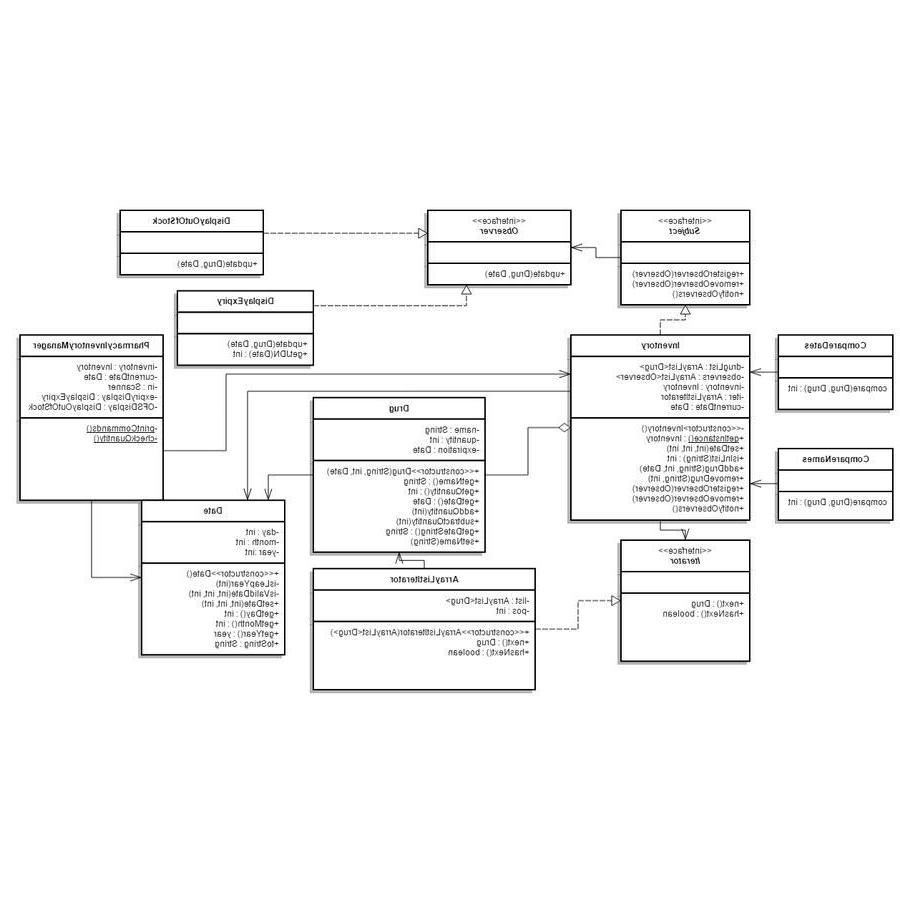 DisplayOutOfStock
+update(Drug, Date)
<<interface>>
Observer
+update(Drug, Date)
<<interface>>
Subject
+registerObserver(Observer)
+removeObserver(Observer)
+notifyObservers()
DisplayExpiry
+update(Drug, Date)
+getJDN(Date) : int
PharmacyInventoryManager
-inventory : Inventory
-currentDate : Date
-in : Scanner
-expiryDisplay : DisplayExpiry
-OFSDisplay : DisplayOutOfStock
-printCommands()
-checkQuantity()
Inventory
-drugList : ArrayList<Drug>
-observers : ArrayList<Observer>
-inventory : Inventory
-iter : ArrayListIterator
-currentDate : Date
-<<constructor>Inventory()
+getInstance() : Inventory
+setDate(int, int, int)
-isInList(String) : int
+addDrug(String, int, Date)
+removeDrug(String, int)
+registerObserver(Observer)
+removeObserver(Observer)
+notifyObservers()
CompareDates
compare(Drug, Drug) : int
Drug
-name : String
-quantity : int
-expiration : Date
+<<constructor>>Drug(String, int, Date)
+getName() : String
+getQuantity() : int
+getDate() : Date
+addQuantity(int)
+subtractQuantity(int)
+getDateString() : String
+setName(String)
CompareNames
compare(Drug, Drug) : int
Date
-day : int
-month : int
-year :int
+<<constructor>>Date()
-isLeapYear(int)
-isValidDate(int, int, int)
+setDate(int, int, int)
+getDay() : int
+getMonth() : int
+getYear() : year
+toString : String
<<interface>>
Iterator
+next() : Drug
+hasNext() : boolean
ArrayListIterator
-list : ArrayList<Drug>
-pos : int
+<<constructor>>ArrayListIterator(ArrayList<Drug>)
+next() : Drug
+hasNext() : boolean